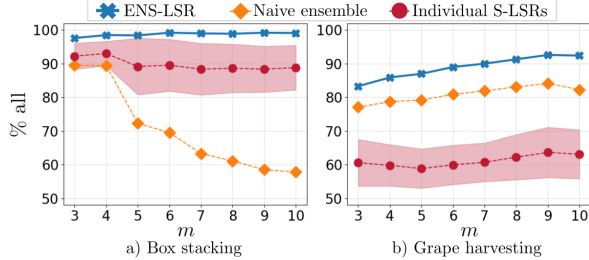 ENS-LSR Naive ensemble Individual S-LSRs
100
90
80
70
60
50
% all
3 4 5 6 7 8 9 10
m
a) Box stacking
100
90
80
70
60
50
% all
3 4 5 6 7 8 9 10
m
b) Grape harvesting